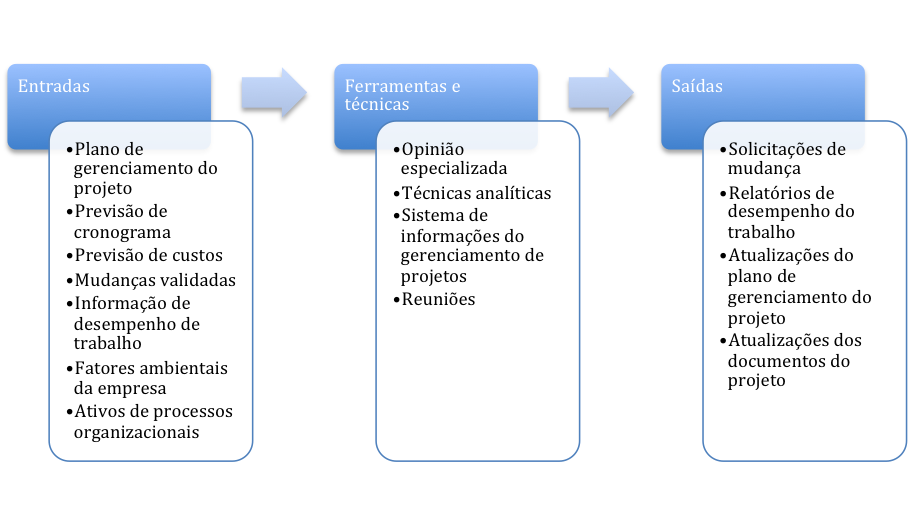 Entradas
•Plano de
gerenciamento do
projeto
•Previsão de
cronograma
•Previsão de custos
•Mudanças validadas
•Informação de
desempenho de
trabalho
•Fatores ambientais
da empresa
•Ativos de processos
organizacionais
Ferramentas e
técnicas
•Opinião
especializada
•Técnicas analíticas
•Sistema de
informações do
gerenciamento de
projetos
•Reuniões
Saídas
•Solicitações de
mudança
•Relatórios de
desempenho do
trabalho
•Atualizações do
plano de
gerenciamento do
projeto
•Atualizações dos
documentos do
projeto